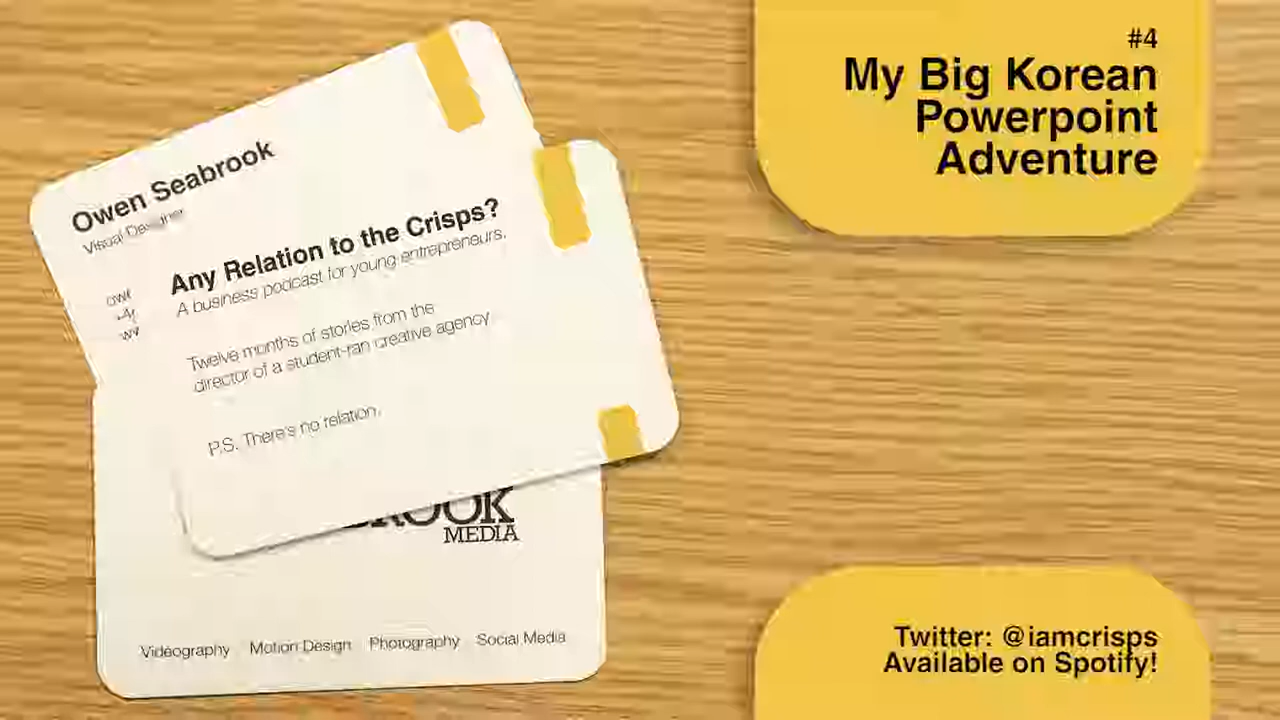 Owen Seabrook
Visual Designer
Any Relation to the Crisps?
A business podcast for young entrepreneurs.
Twelve months of stories from the
director of a student-ran creative agency
P.S. There's no relation.
MEDIA
Videography Motion Design Photography Social Media
#4
My Big Korean
Powerpoint
Adventure
Twitter: @iamcrisps
Available on Spotify!